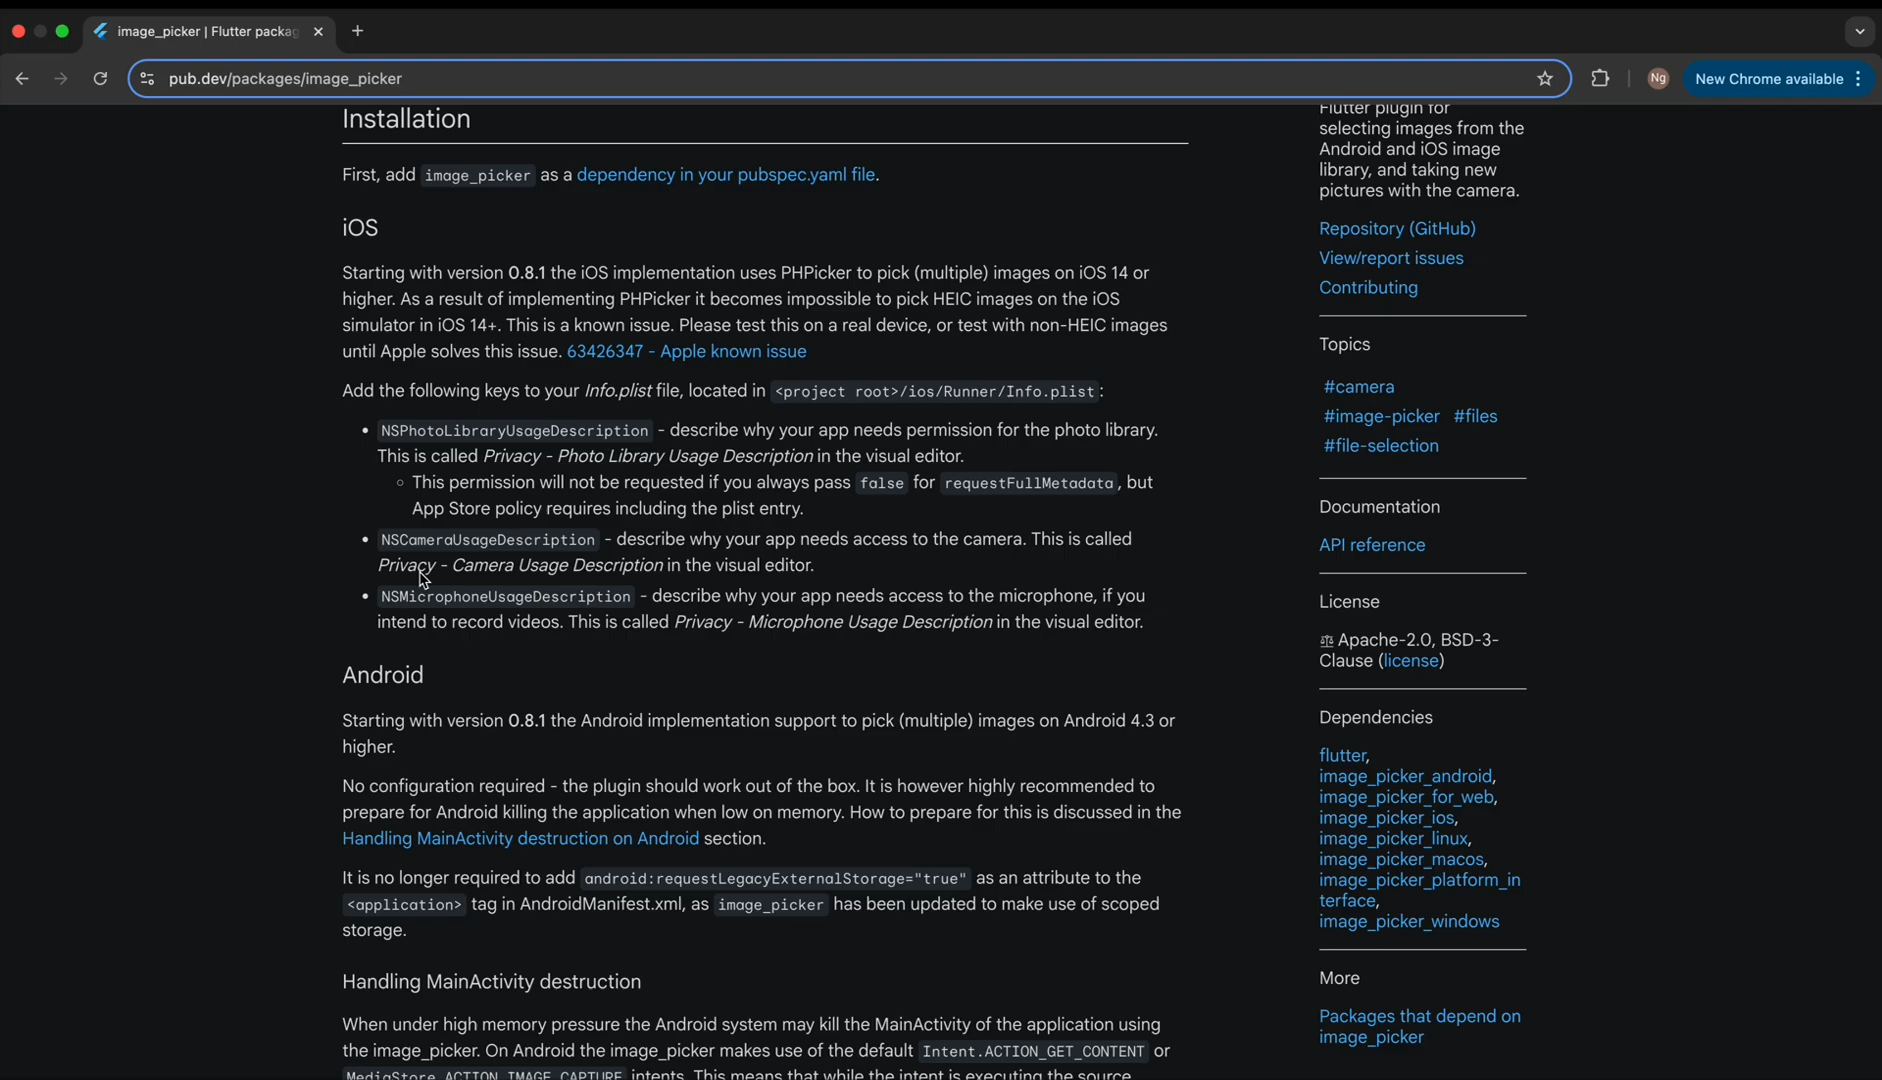 image_picker | Flutter packag
pub.dev/packages/image_picker
Ng
New Chrome available
Installation
First, add image_picker as a dependency in your pubspec.yaml file.
iOS
Starting with version 0.8.1 the iOS implementation uses PHPicker to pick (multiple) images on iOS 14 or
higher. As a result of implementing PHPicker it becomes impossible to pick HEIC images on the iOS
simulator in iOS 14+. This is a known issue. Please test this on a real device, or test with non-HEIC images
until Apple solves this issue. 63426347 - Apple known issue
Add the following keys to your Info.plist file, located in <project root>/ios/Runner/Info.plist:
• NSPhotoLibraryUsageDescription - describe why your app needs permission for the photo library.
This is called Privacy - Photo Library Usage Description in the visual editor.
◦ This permission will not be requested if you always pass false for requestFullMetadata, but
App Store policy requires including the plist entry.
• NSCameraUsageDescription - describe why your app needs access to the camera. This is called
Privacy - Camera Usage Description in the visual editor.
• NSMicrophoneUsageDescription - describe why your app needs access to the microphone, if you
intend to record videos. This is called Privacy - Microphone Usage Description in the visual editor.
Android
Starting with version 0.8.1 the Android implementation support to pick (multiple) images on Android 4.3 or
higher.
No configuration required - the plugin should work out of the box. It is however highly recommended to
prepare for Android killing the application when low on memory. How to prepare for this is discussed in the
Handling MainActivity destruction on Android section.
It is no longer required to add android:requestLegacyExternalStorage="true" as an attribute to the
<application> tag in AndroidManifest.xml, as image_picker has been updated to make use of scoped
storage.
Handling MainActivity destruction
When under high memory pressure the Android system may kill the MainActivity of the application using
the image_picker. On Android the image_picker makes use of the default Intent.ACTION_GET_CONTENT or
MediaStore.ACTION_IMAGE_CAPTURE intents. This means that while the intent is executing the source
Flutter plugin for
selecting images from the
Android and iOS image
library, and taking new
pictures with the camera.
Repository (GitHub)
View/report issues
Contributing
Topics
#camera
#image-picker #files
#file-selection
Documentation
API reference
License
Apache-2.0, BSD-3-
Clause (license)
Dependencies
flutter,
image_picker_android,
image_picker_for_web,
image_picker_ios,
image_picker_linux,
image_picker_macos,
image_picker_platform_in
terface,
image_picker_windows
More
Packages that depend on
image_picker